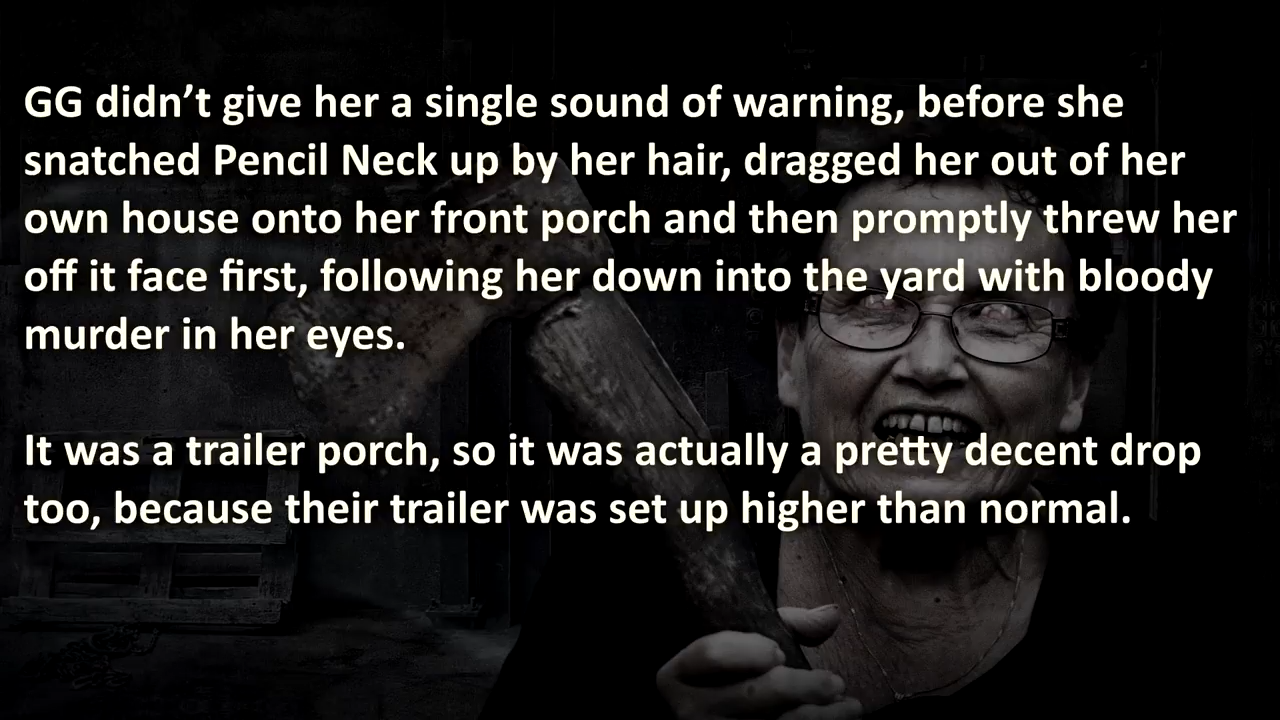 GG didn’t give her a single sound of warning, before she
snatched Pencil Neck up by her hair, dragged her out of her
own house onto her front porch and then promptly threw her
off it face first, following her down into the yard with bloody
murder in her eyes.
It was a trailer porch, so it was actually a pretty decent drop
too, because their trailer was set up higher than normal.